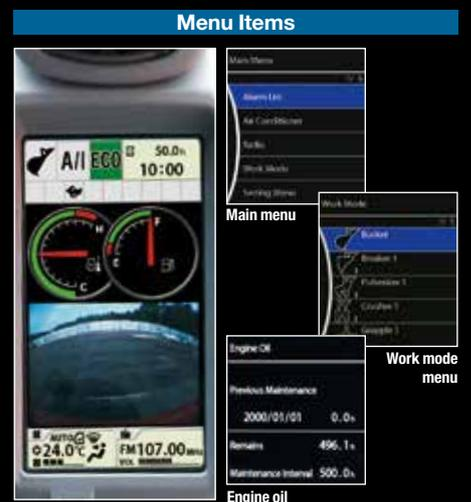 Menu Items
A/I ECO 50.0h
10:00
H
C
F
E
AUTO
24.0°C
FM107.00MHz
VOL
Main Menu
Alarm List
Air Conditioner
Radio
Work Mode
Setting Menu
Main menu
Work Mode
Bucket
Breaker 1
Pulverizer 1
Crusher 1
Grapple 1
Work mode
menu
Engine Oil
Previous Maintenance
2000/01/01 0.0h
Remains 496.1h
Maintenance Interval 500.0h
Engine oil